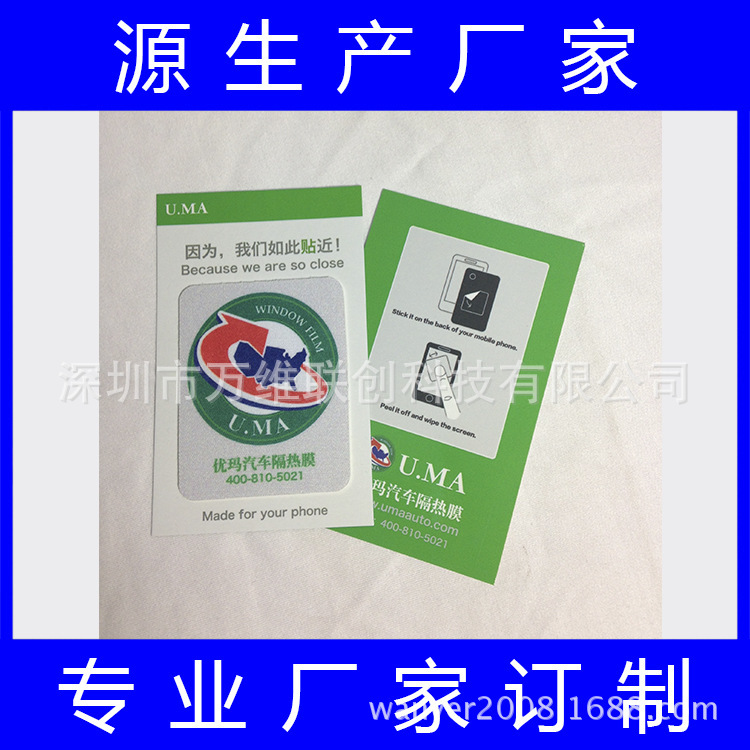 源生产厂家
U.MA
因为，我们如此贴近！
Because we are so close
WINDOW FILM
U.MA
优玛汽车隔热膜
400-810-5021
Made for your phone
Stick it on the back of your mobile phone.
Peel it off and wipe the screen.
U.MA
玛汽车隔热膜
w.umaauto.com
400-810-5021
深圳市万维联创科技有限公司
专业厂家订制
wanver2008.1688.com